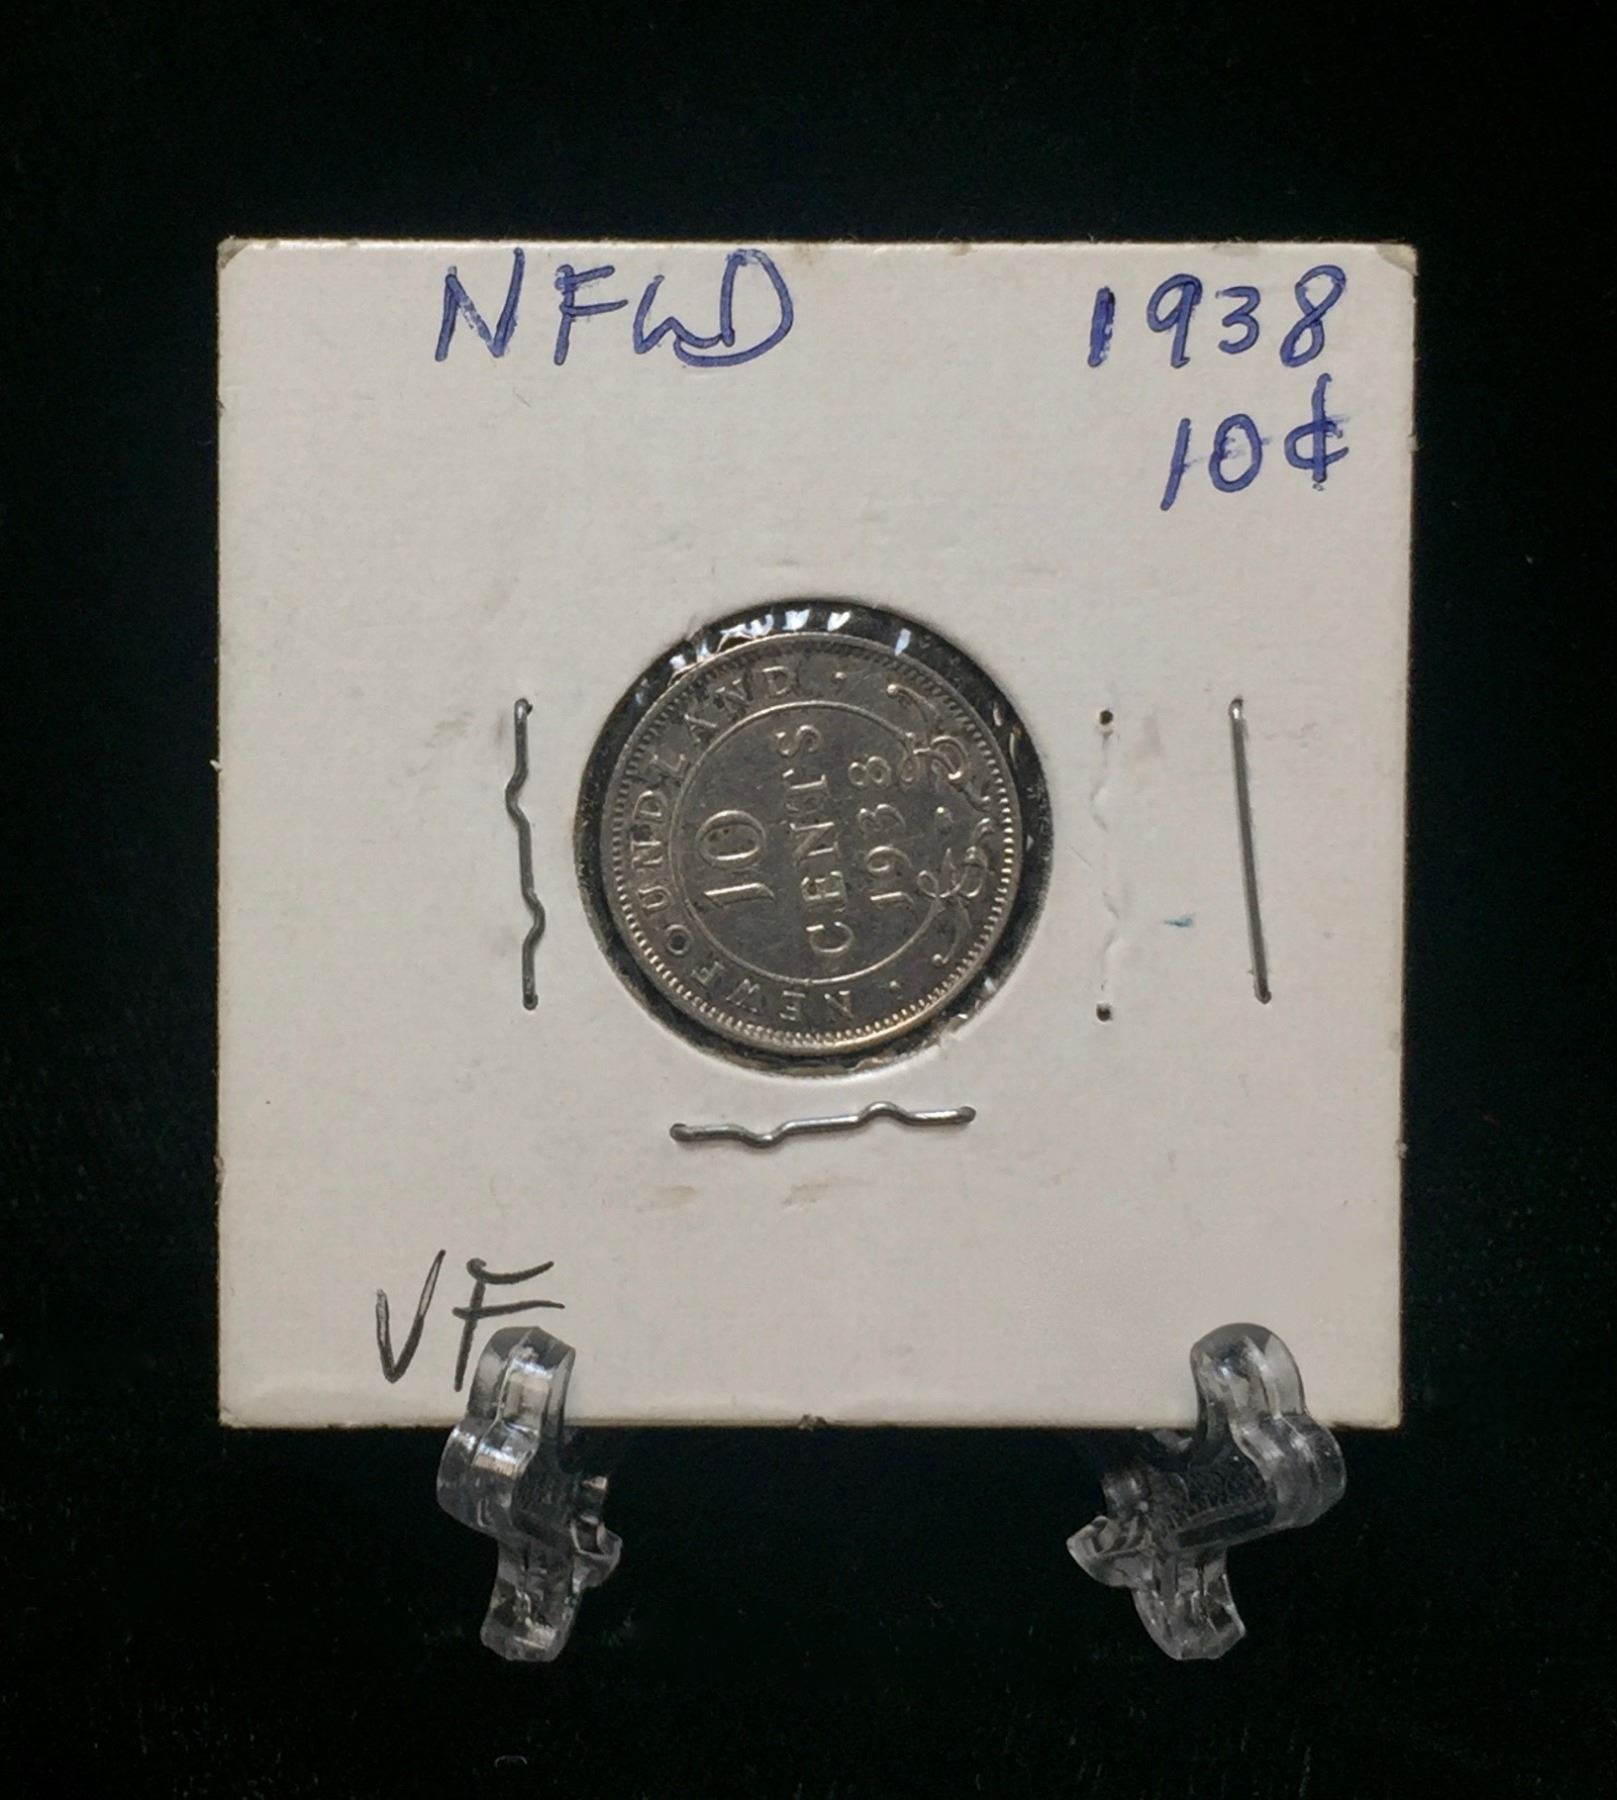 NFLD 1938
10¢
NEWFOUNDLAND
10
CENTS
1938
VF